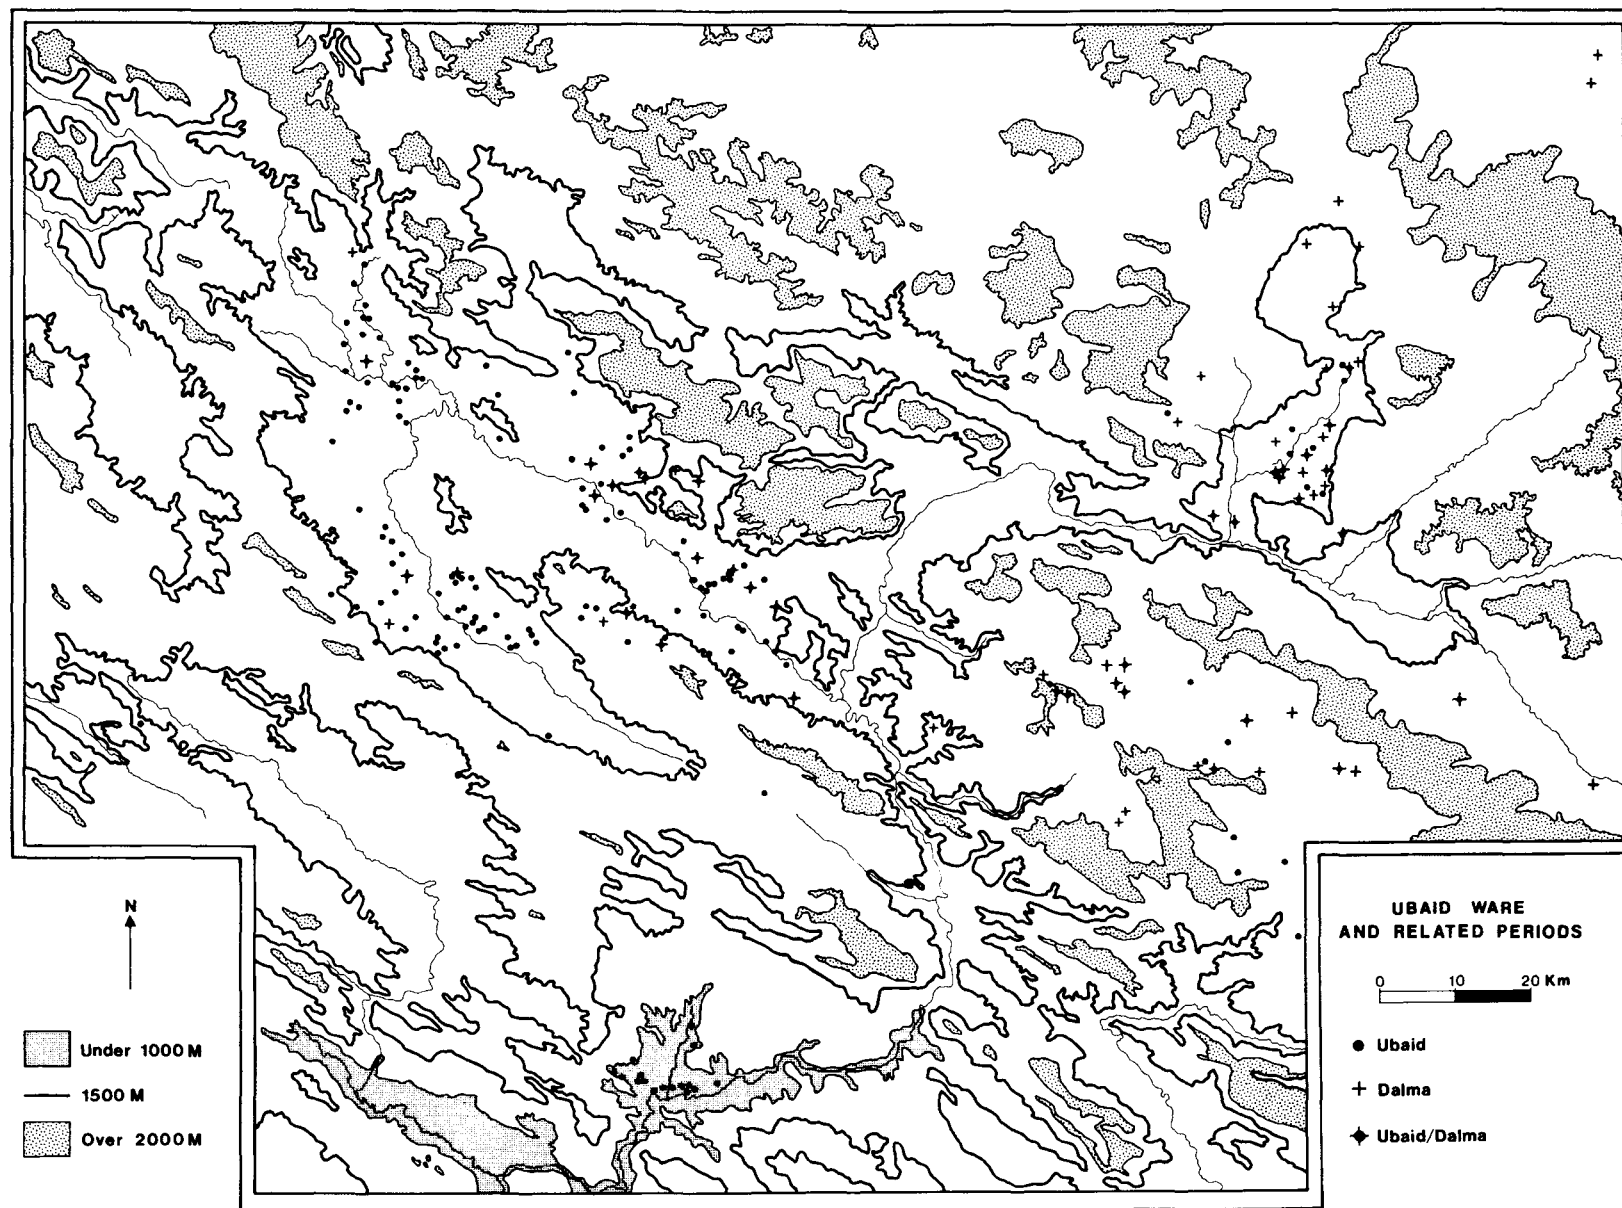 N
Under 1000 M
1500 M
Over 2000 M
UBAID WARE
AND RELATED PERIODS
0 10 20 Km
Ubaid
Dalma
Ubaid/Dalma